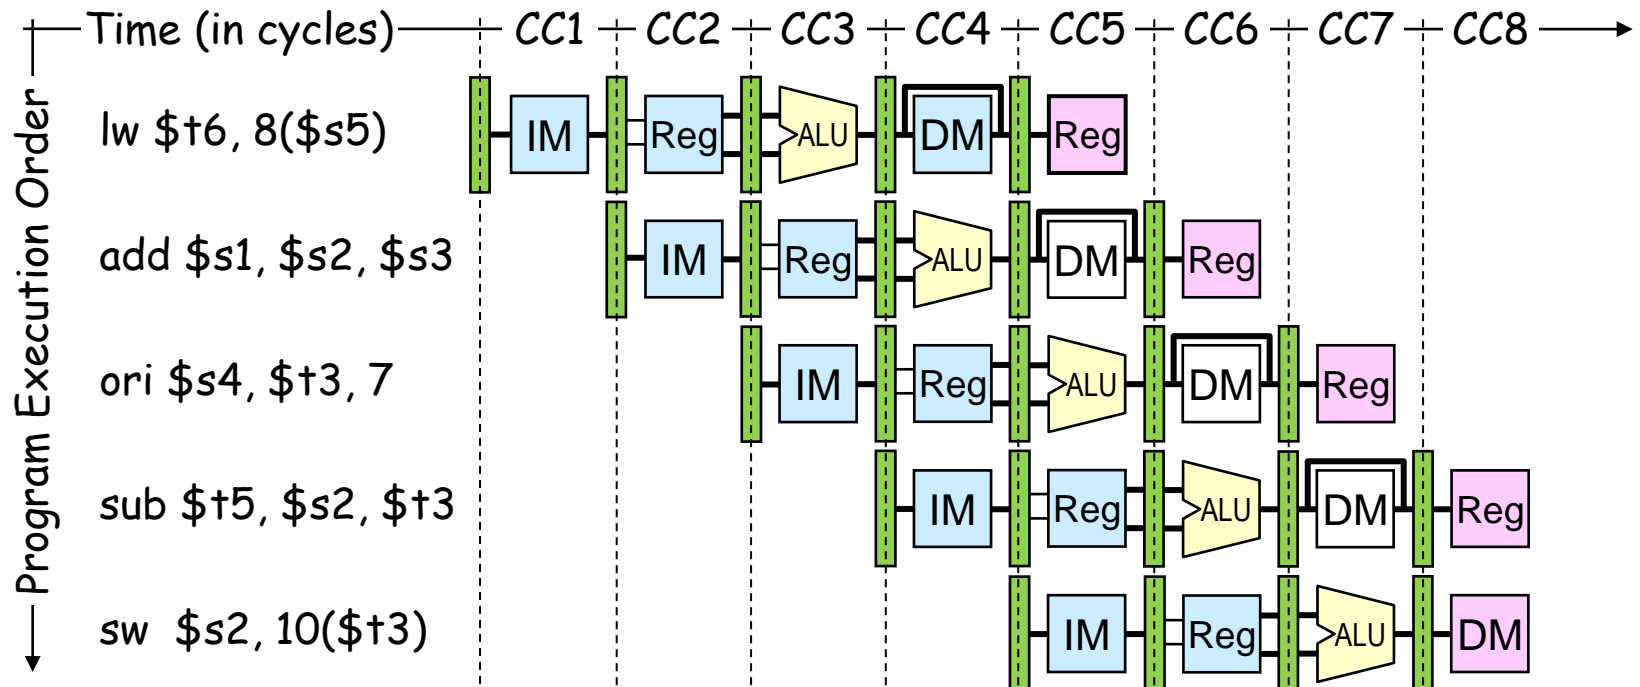 Time (in cycles) CC1 CC2 CC3 CC4 CC5 CC6 CC7 CC8
Program Execution Order
lw $t6, 8($s5) IM Reg ALU DM Reg
add $s1, $s2, $s3 IM Reg ALU DM Reg
ori $s4, $t3, 7 IM Reg ALU DM Reg
sub $t5, $s2, $t3 IM Reg ALU DM Reg
sw $s2, 10($t3) IM Reg ALU DM